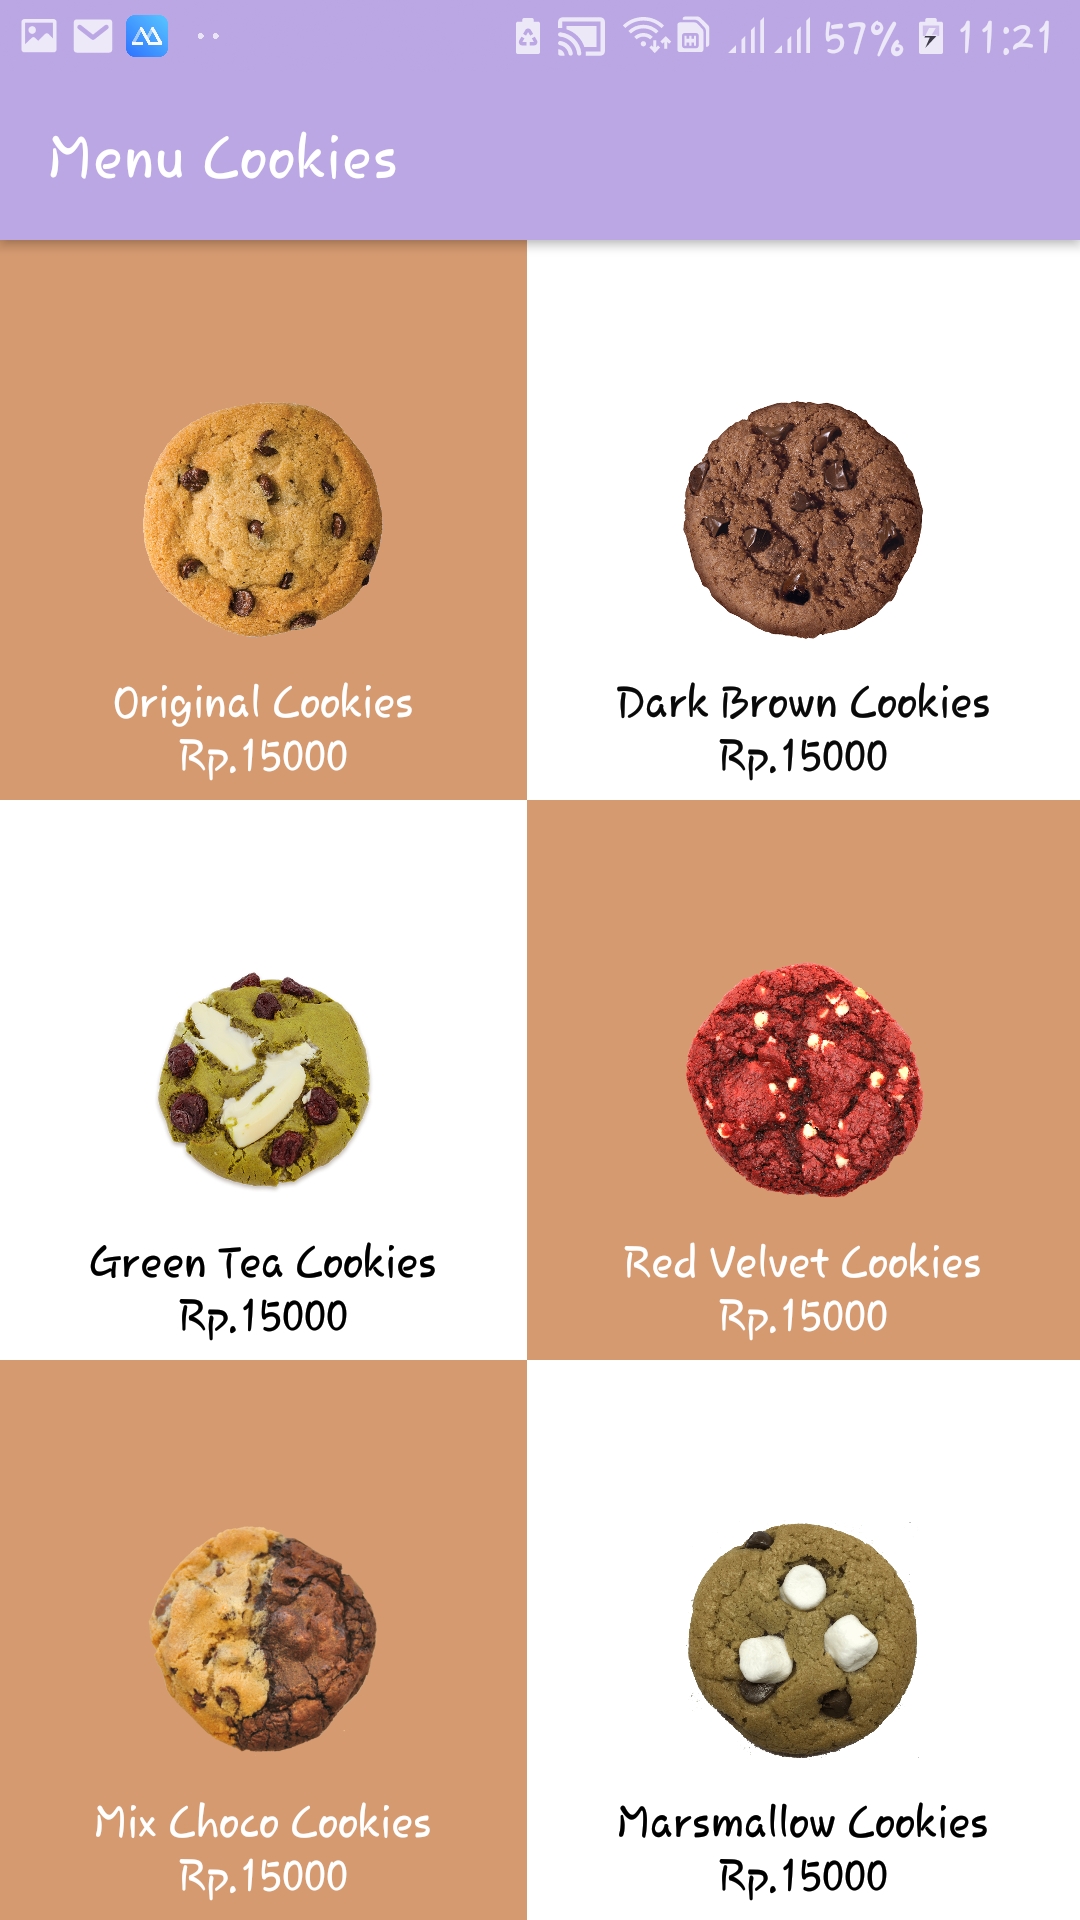 57% 11:21
Menu Cookies
Original Cookies
Rp.15000
Dark Brown Cookies
Rp.15000
Green Tea Cookies
Rp.15000
Red Velvet Cookies
Rp.15000
Mix Choco Cookies
Rp.15000
Marsmallow Cookies
Rp.15000